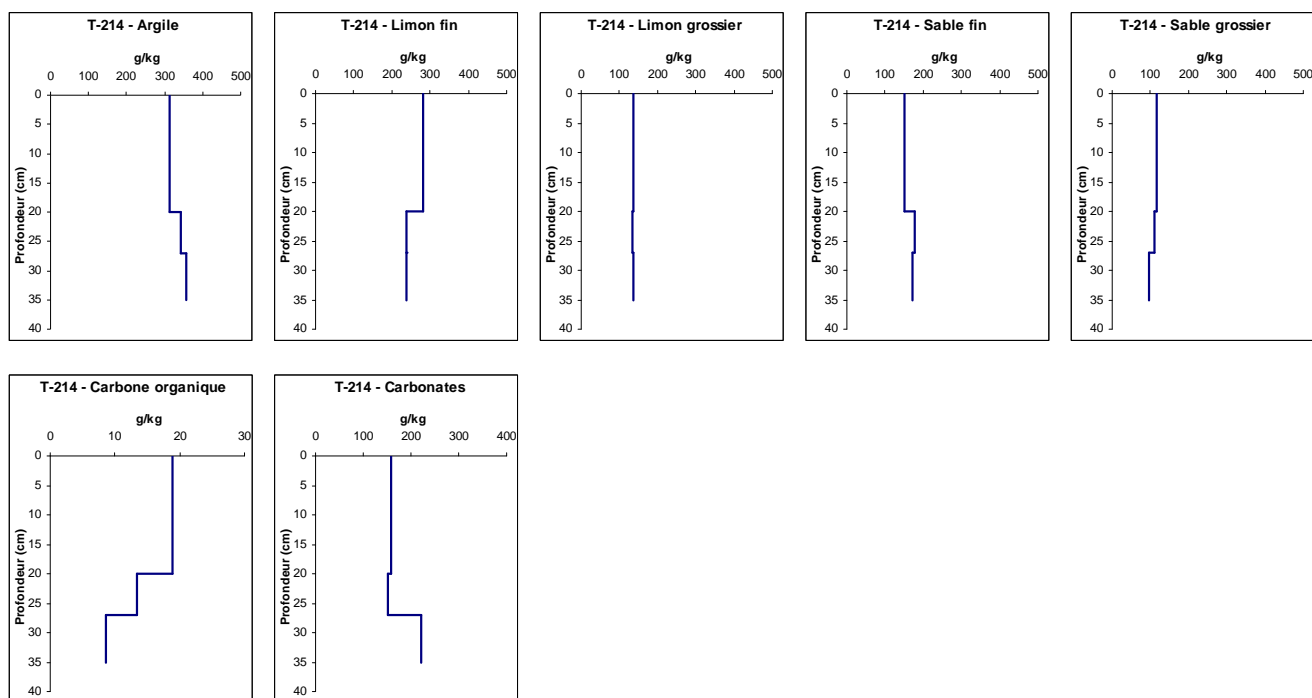 T-214 - Argile
g/kg
0 100 200 300 400 500
0
5
10
15
20
25
30
35
40
Profondeur (cm)
T-214 - Limon fin
g/kg
0 100 200 300 400 500
0
5
10
15
20
25
30
35
40
Profondeur (cm)
T-214 - Limon grossier
g/kg
0 100 200 300 400 500
0
5
10
15
20
25
30
35
40
Profondeur (cm)
T-214 - Sable fin
g/kg
0 100 200 300 400 500
0
5
10
15
20
25
30
35
40
Profondeur (cm)
T-214 - Sable grossier
g/kg
0 100 200 300 400 500
0
5
10
15
20
25
30
35
40
Profondeur (cm)
T-214 - Carbone organique
g/kg
0 10 20 30
0
5
10
15
20
25
30
35
40
Profondeur (cm)
T-214 - Carbonates
g/kg
0 100 200 300 400
0
5
10
15
20
25
30
35
40
Profondeur (cm)